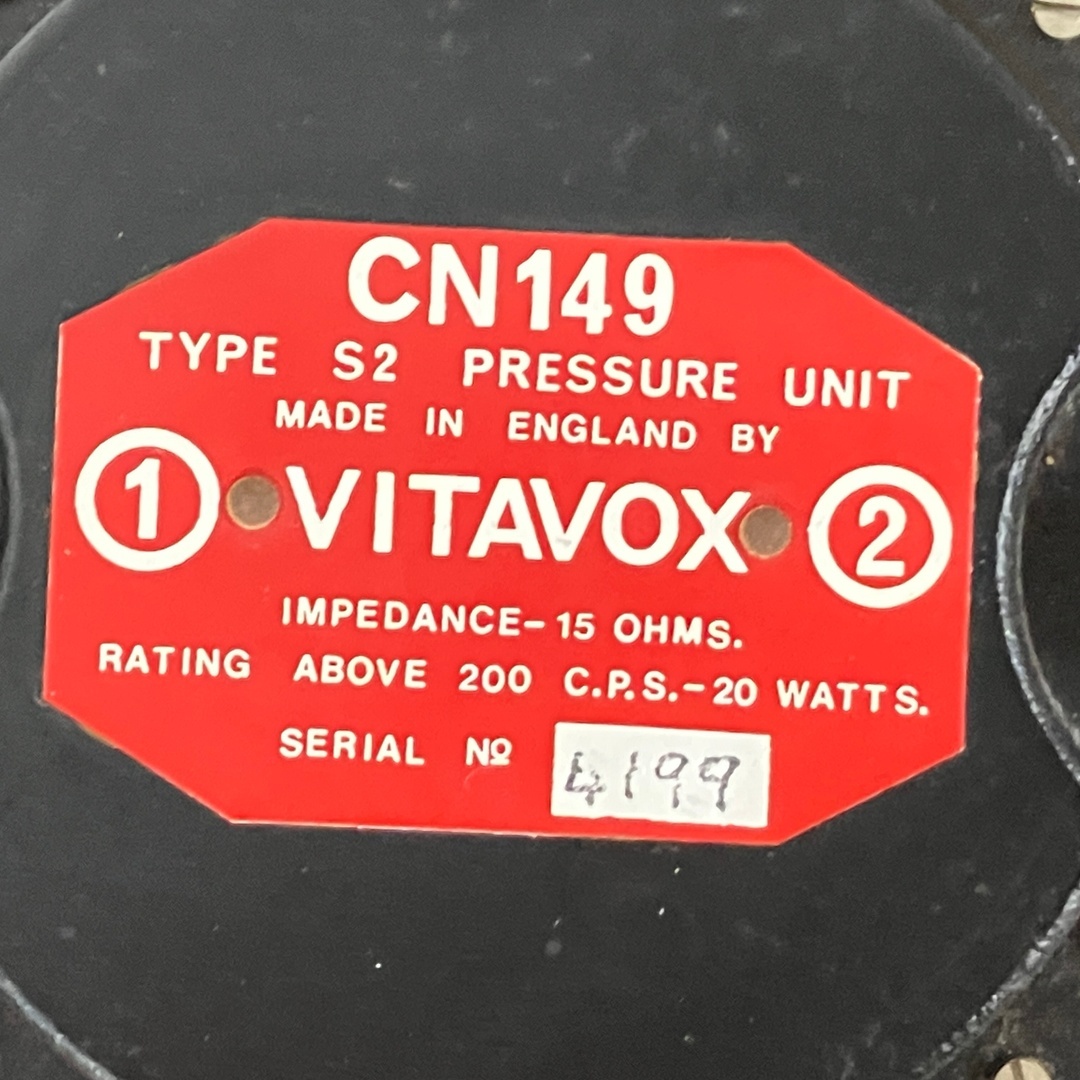 CN149
TYPE S2 PRESSURE UNIT
MADE IN ENGLAND BY
1 VITAVOX 2
IMPEDANCE-15 OHMS.
RATING ABOVE 200 C.P.S.-20 WATTS.
SERIAL Nº 4199